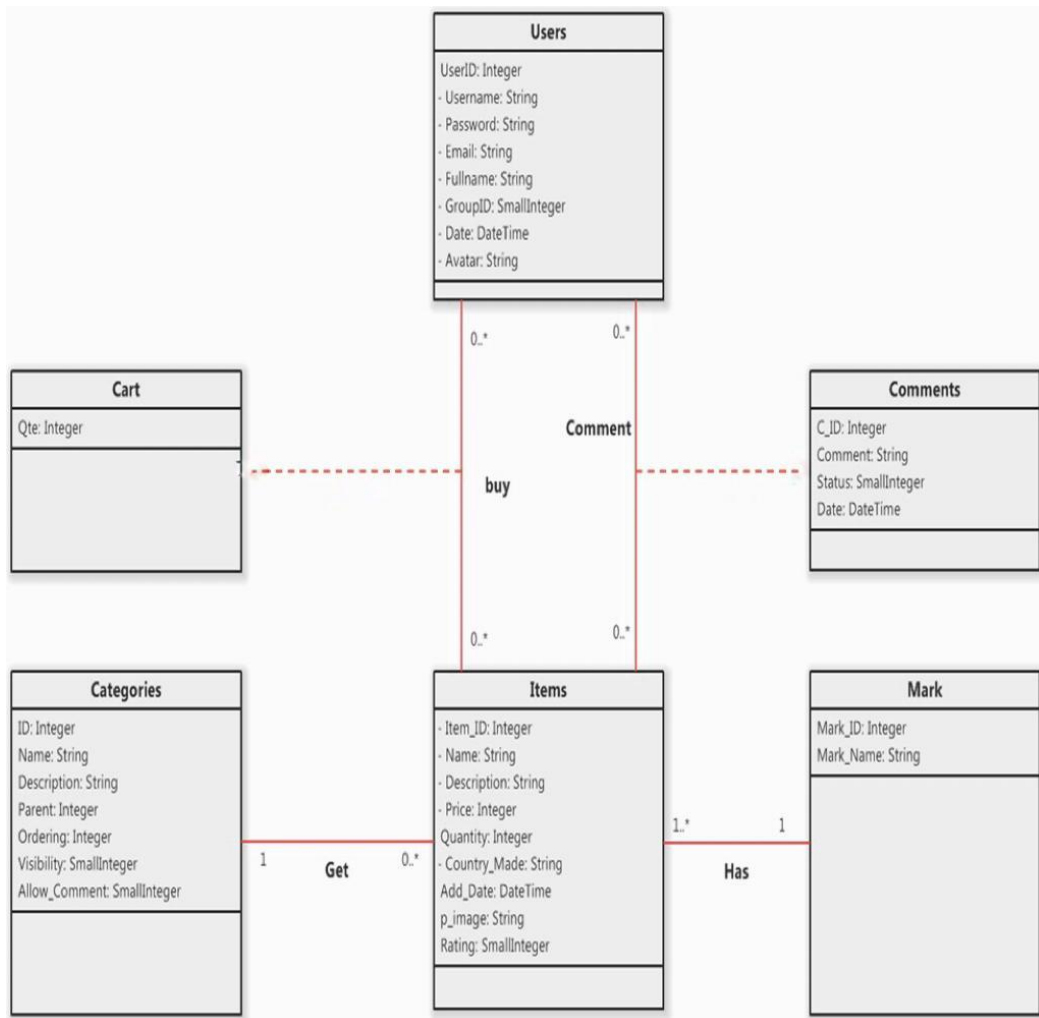 Users
UserID: Integer
- Username: String
- Password: String
- Email: String
- Fullname: String
- GroupID: SmallInteger
- Date: DateTime
- Avatar: String
0..*
0..*
Cart
Qte: Integer
Comment
buy
Comments
C_ID: Integer
Comment: String
Status: SmallInteger
Date: DateTime
0..*
0..*
Categories
ID: Integer
Name: String
Description: String
Parent: Integer
Ordering: Integer
Visibility: SmallInteger
Allow_Comment: SmallInteger
1
Get
0..*
Items
- Item_ID: Integer
- Name: String
- Description: String
- Price: Integer
Quantity: Integer
- Country_Made: String
Add_Date: DateTime
p_image: String
Rating: SmallInteger
1..*
Has
1
Mark
Mark_ID: Integer
Mark_Name: String